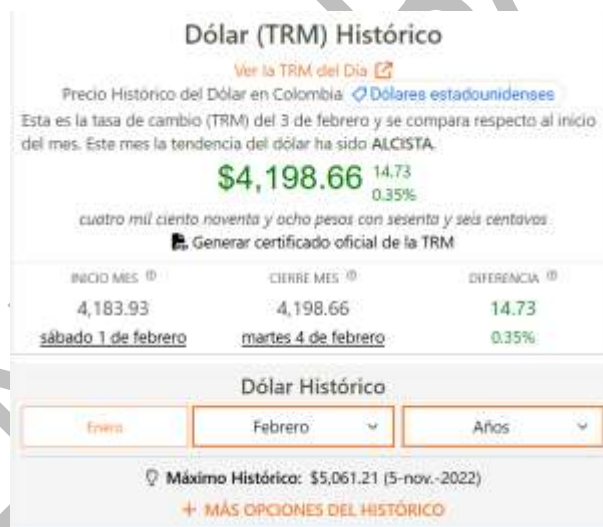 Dólar (TRM) Histórico
Ver la TRM del Día
Precio Histórico del Dólar en Colombia Dólares estadounidenses
Esta es la tasa de cambio (TRM) del 3 de febrero y se compara respecto al inicio
del mes. Este mes la tendencia del dólar ha sido ALCISTA.
$4,198.66 14.73
0.35%
cuatro mil ciento noventa y ocho pesos con sesenta y seis centavos
Generar certificado oficial de la TRM
INICIO MES CIERRE MES DIFERENCIA
4,183.93 4,198.66 14.73
sábado 1 de febrero martes 4 de febrero 0.35%
Dólar Histórico
Enero Febrero Años
Máximo Histórico: $5,061.21 (5-nov.-2022)
+ MÁS OPCIONES DEL HISTÓRICO